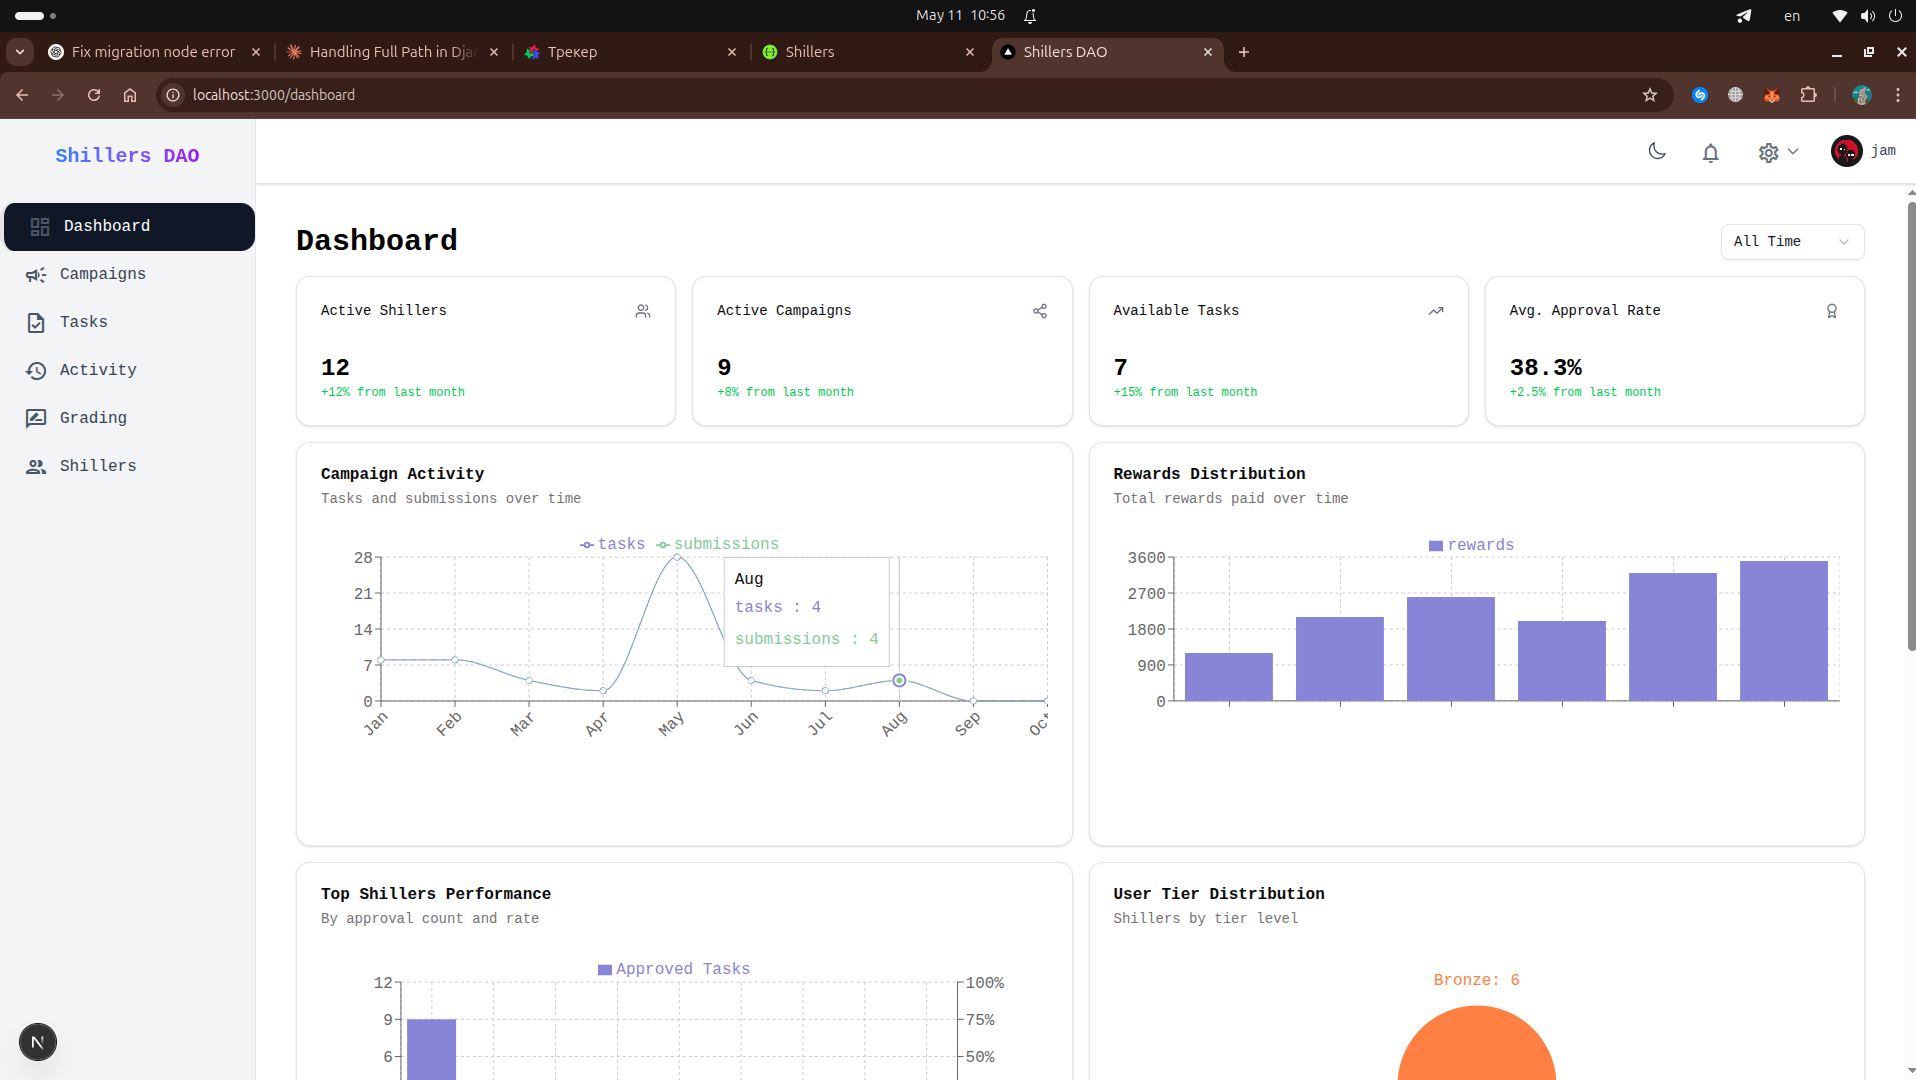 May 11 10:56
en
Fix migration node error
Handling Full Path in Dja
Трекер
Shillers
Shillers DAO
localhost:3000/dashboard
Shillers DAO
jam
Dashboard
Campaigns
Tasks
Activity
Grading
Shillers
Dashboard
All Time
Active Shillers
12
+12% from last month
Active Campaigns
9
+8% from last month
Available Tasks
7
+15% from last month
Avg. Approval Rate
38.3%
+2.5% from last month
Campaign Activity
Tasks and submissions over time
tasks submissions
28
21
14
7
0
Aug
tasks : 4
submissions : 4
Jan Feb Mar Apr May Jun Jul Aug Sep Oct
Rewards Distribution
Total rewards paid over time
rewards
3600
2700
1800
900
0
Top Shillers Performance
By approval count and rate
Approved Tasks
12
9
6
100%
75%
50%
User Tier Distribution
Shillers by tier level
Bronze: 6
N